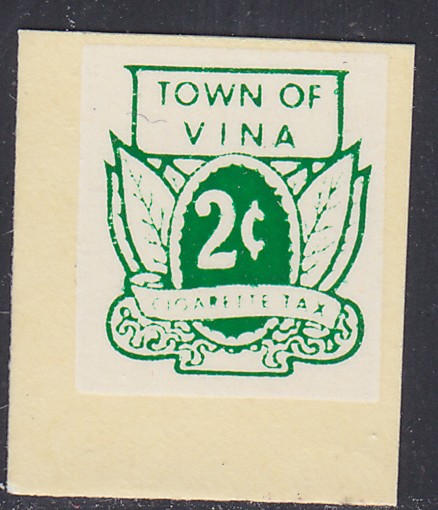 TOWN OF
VINA
2¢
CIGARETTE TAX